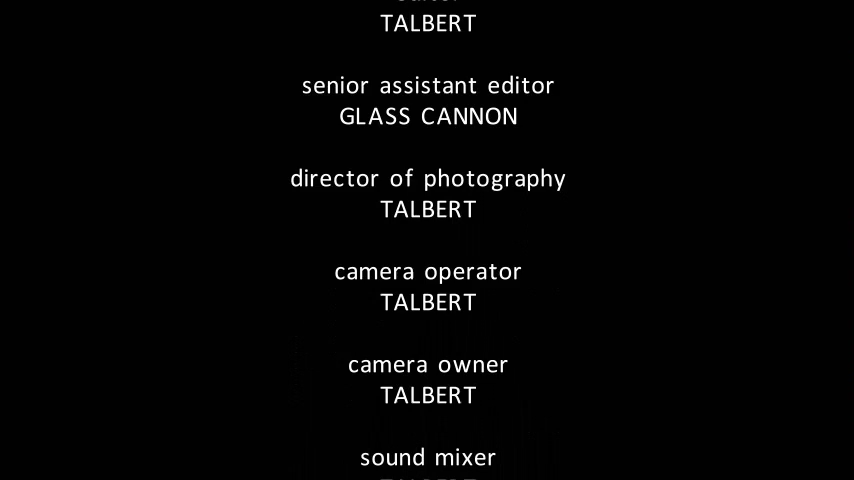 TALBERT
senior assistant editor
GLASS CANNON
director of photography
TALBERT
camera operator
TALBERT
camera owner
TALBERT
sound mixer